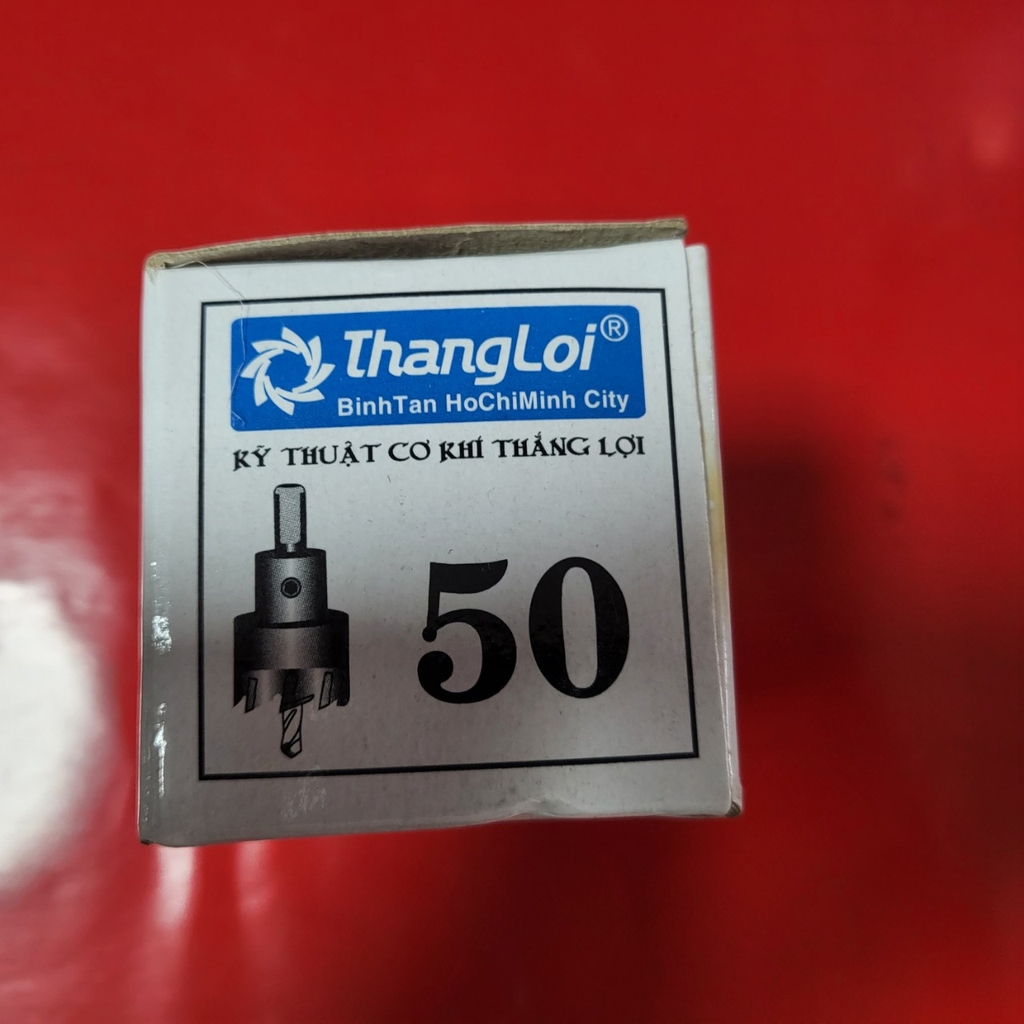 ThangLoi®
BinhTan HoChiMinh City
KỸ THUẬT CƠ KHÍ THẮNG LỢI
50